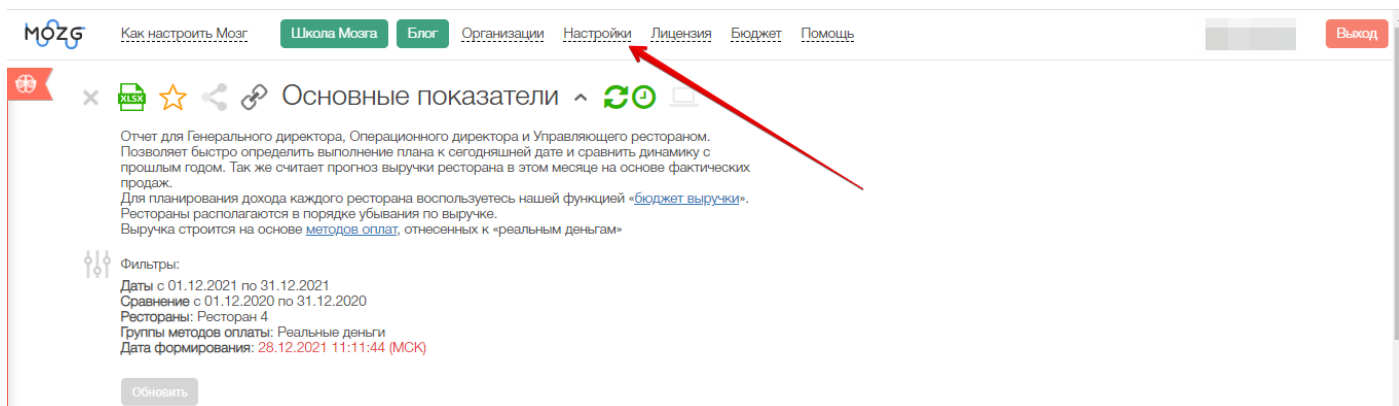 MOZG Как настроить Мозг Школа Мозга Блог Организации Настройки Лицензия Бюджет Помощь Выход
XLSX Основные показатели
Отчет для Генерального директора, Операционного директора и Управляющего рестораном.
Позволяет быстро определить выполнение плана к сегодняшней дате и сравнить динамику с
прошлым годом. Так же считает прогноз выручки ресторана в этом месяце на основе фактических
продаж.
Для планирования дохода каждого ресторана воспользуетесь нашей функцией «бюджет выручки».
Рестораны располагаются в порядке убывания по выручке.
Выручка строится на основе методов оплат, отнесенных к «реальным деньгам»
Фильтры:
Даты с 01.12.2021 по 31.12.2021
Сравнение с 01.12.2020 по 31.12.2020
Рестораны: Ресторан 4
Группы методов оплаты: Реальные деньги
Дата формирования: 28.12.2021 11:11:44 (МСК)
Обновить